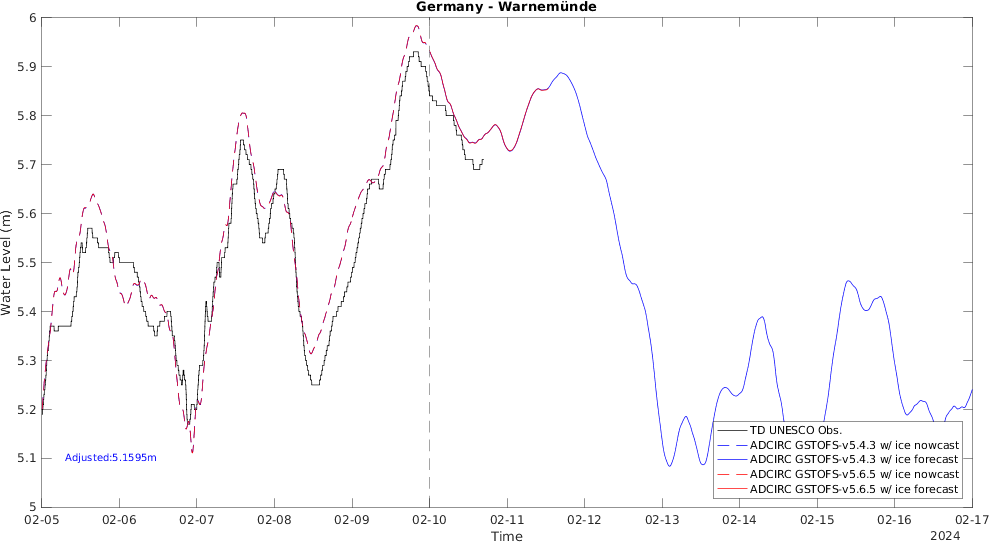 Germany - Warnemünde
6
5.9
5.8
5.7
5.6
5.5
5.4
5.3
5.2
5.1
5
Water Level (m)
Adjusted:5.1595m
TD UNESCO Obs.
ADCIRC GSTOFS-v5.4.3 w/ ice nowcast
ADCIRC GSTOFS-v5.4.3 w/ ice forecast
ADCIRC GSTOFS-v5.6.5 w/ ice nowcast
ADCIRC GSTOFS-v5.6.5 w/ ice forecast
02-05 02-06 02-07 02-08 02-09 02-10 02-11 02-12 02-13 02-14 02-15 02-16 02-17
Time
2024